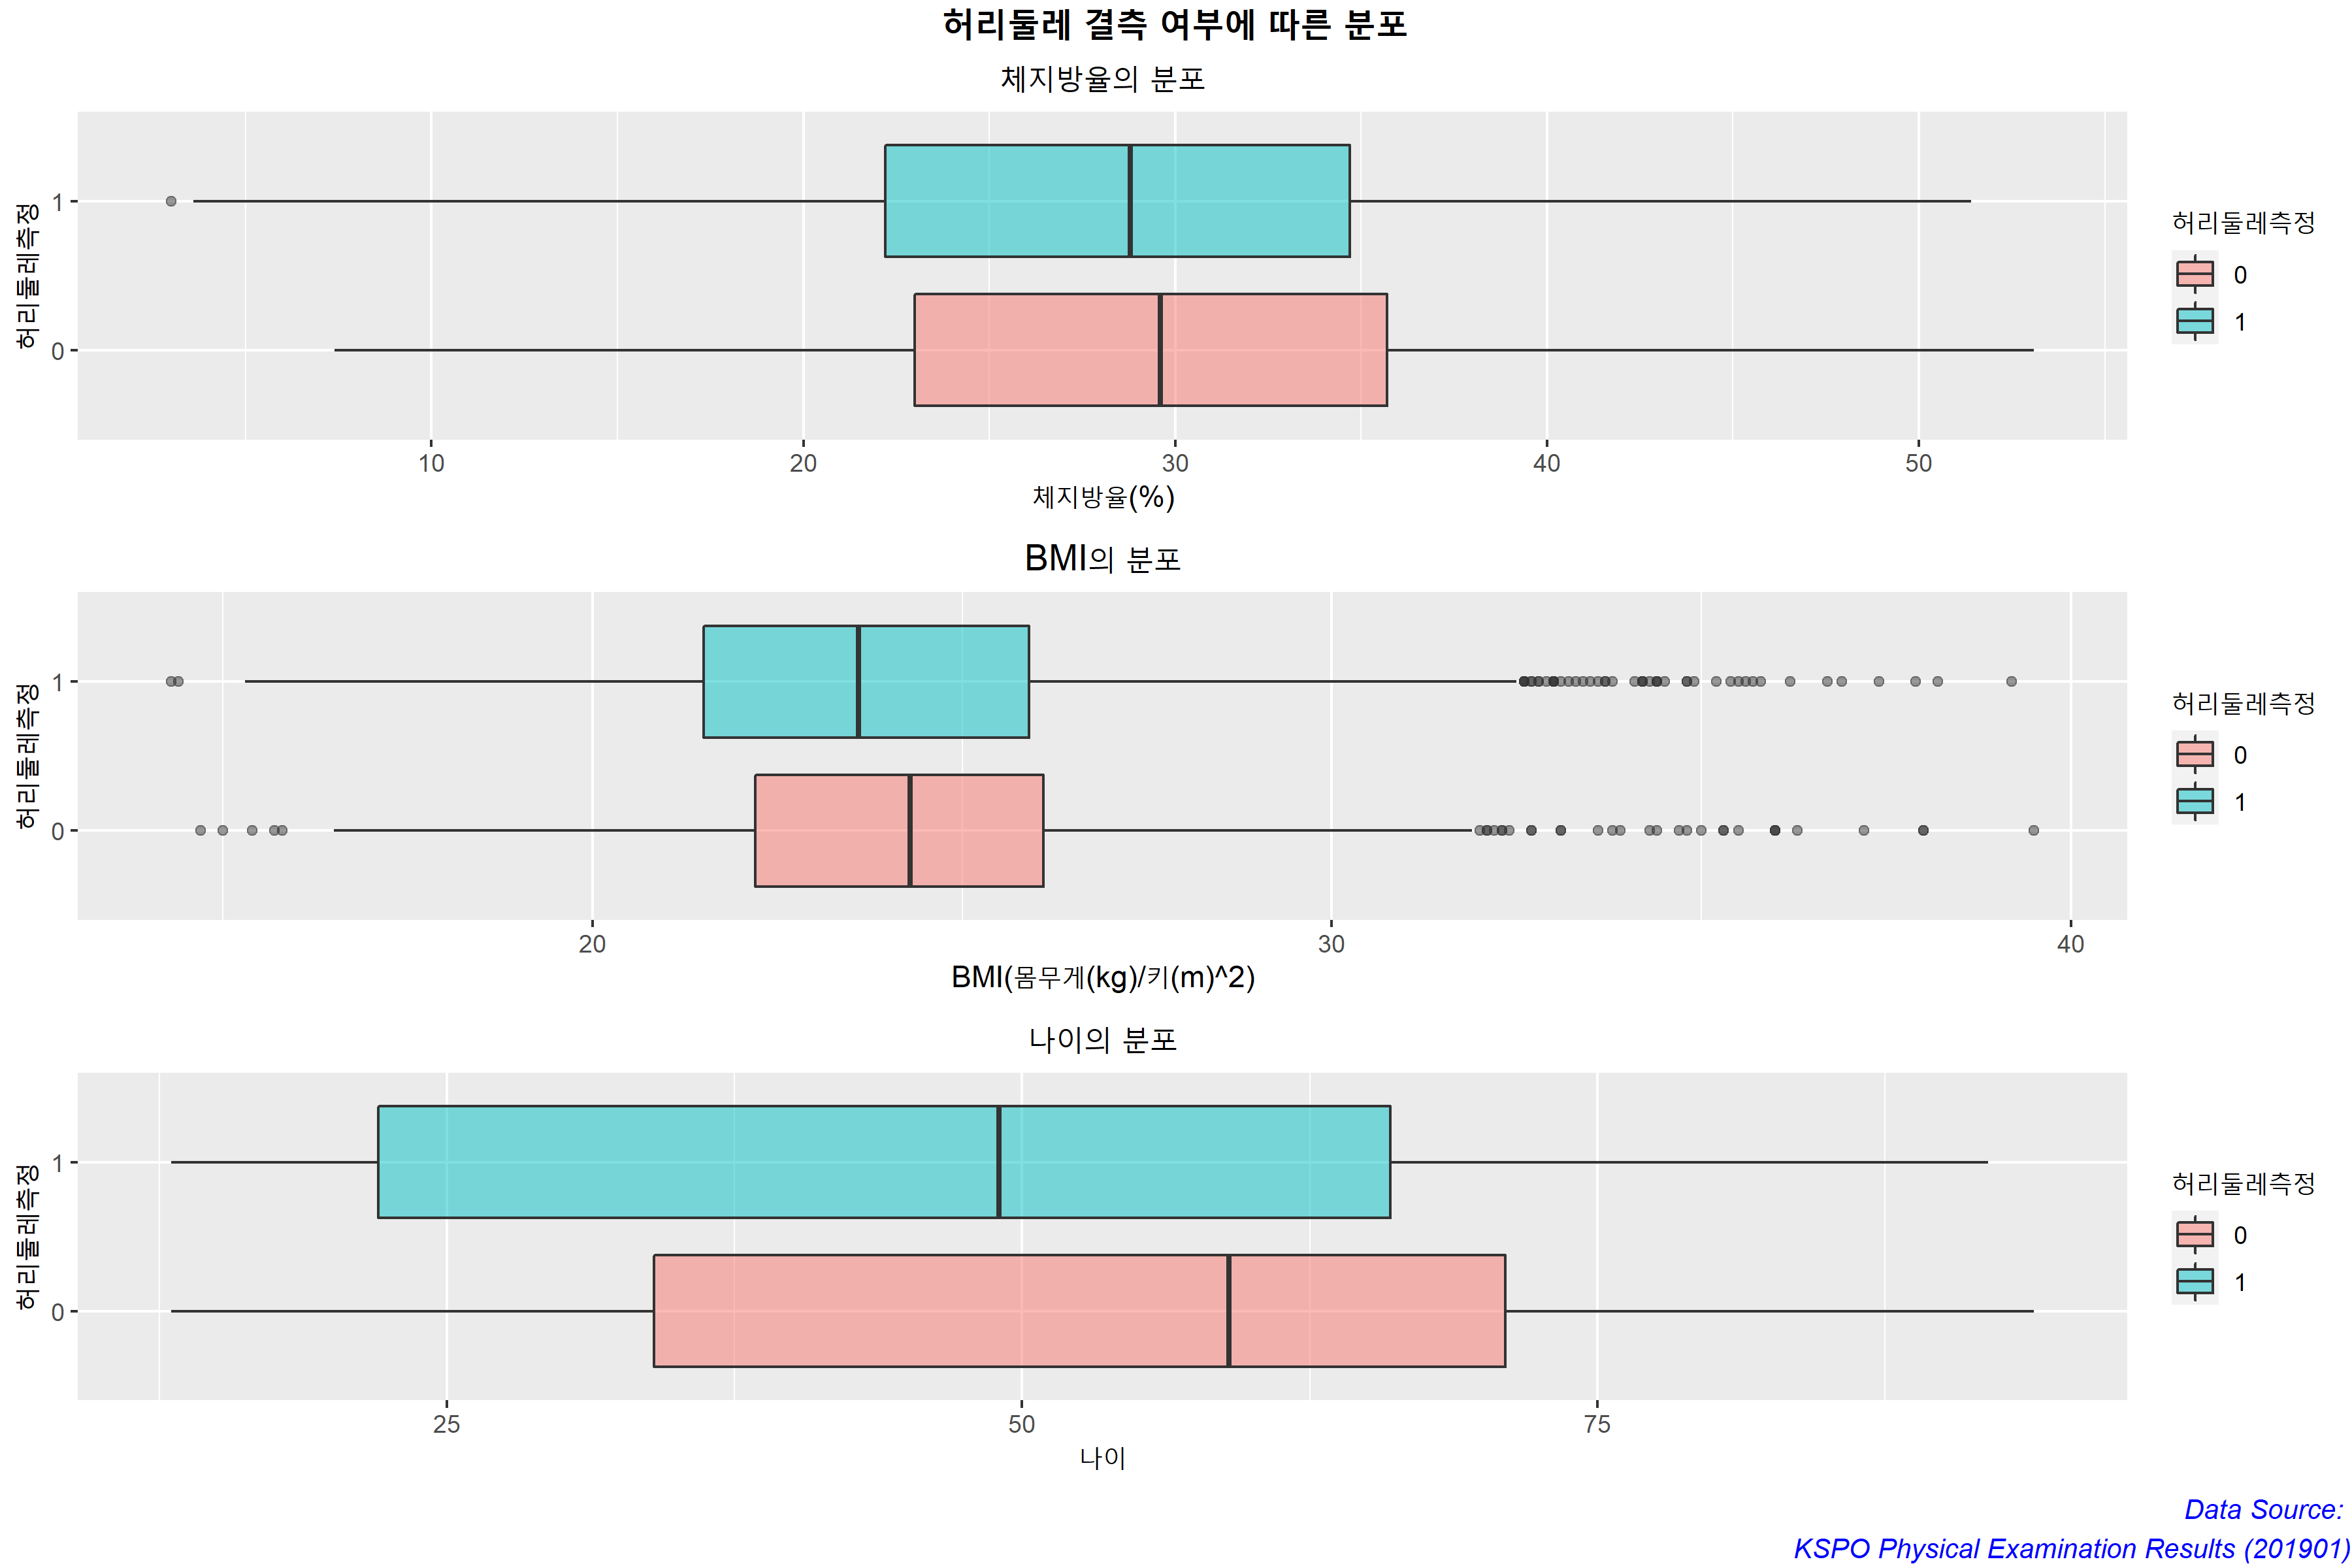 허리둘레 결측 여부에 따른 분포
체지방율의 분포
허리둘레측정
1
0
10 20 30 40 50
체지방율(%)
허리둘레측정
0
1
BMI의 분포
허리둘레측정
1
0
20 30 40
BMI(몸무게(kg)/키(m)^2)
허리둘레측정
0
1
나이의 분포
허리둘레측정
1
0
25 50 75
나이
허리둘레측정
0
1
Data Source:
KSPO Physical Examination Results (201901)